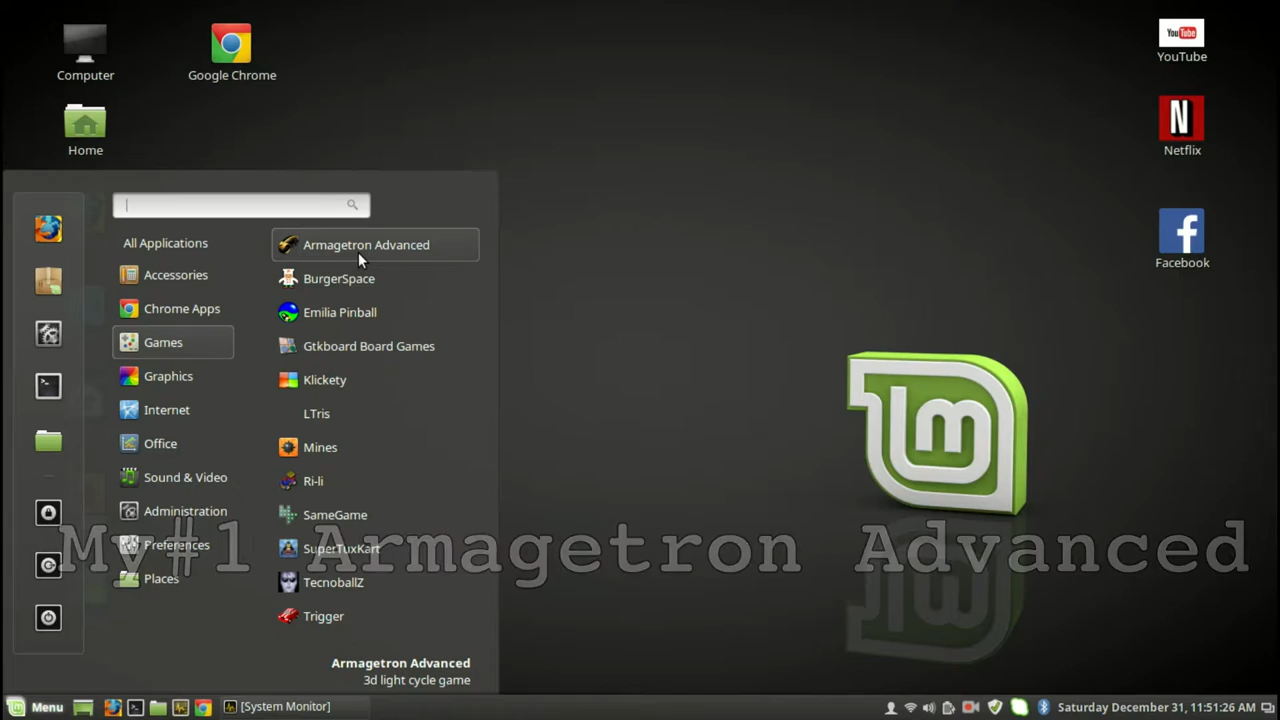 Computer
Google Chrome
YouTube
Home
Netflix
Facebook
All Applications
Accessories
Chrome Apps
Games
Graphics
Internet
Office
Sound & Video
Administration
Preferences
Places
Armagetron Advanced
BurgerSpace
Emilia Pinball
Gtkboard Board Games
Klickety
LTris
Mines
Ri-li
SameGame
SuperTuxKart
TecnoballZ
Trigger
My#1 Armagetron Advanced
Armagetron Advanced
3d light cycle game
Menu
[System Monitor]
Saturday December 31, 11:51:26 AM